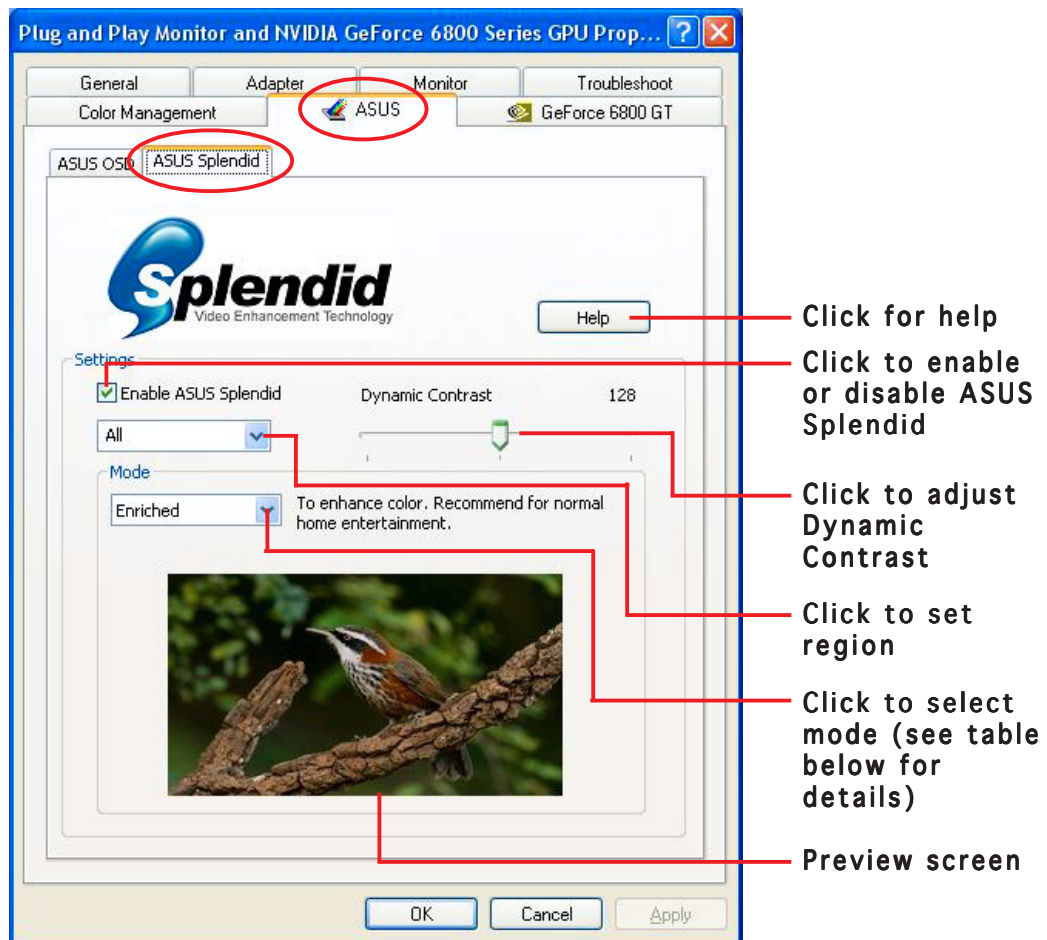 Plug and Play Monitor and NVIDIA GeForce 6800 Series GPU Prop...
General Adapter Monitor Troubleshoot
Color Management ASUS GeForce 6800 GT
ASUS OSD ASUS Splendid
Splendid
Video Enhancement Technology
Help
Click for help
Settings
Enable ASUS Splendid Dynamic Contrast 128
Click to enable
or disable ASUS
Splendid
All
Mode
Enriched
To enhance color. Recommend for normal
home entertainment.
Click to adjust
Dynamic
Contrast
Click to set
region
Click to select
mode (see table
below for
details)
Preview screen
OK Cancel Apply